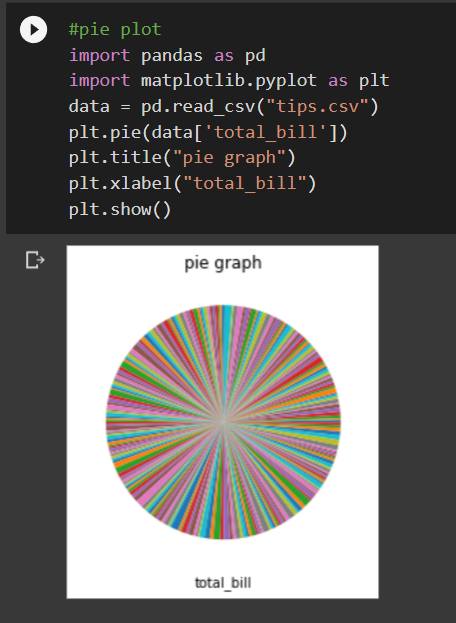 #pie plot
import pandas as pd
import matplotlib.pyplot as plt
data = pd.read_csv("tips.csv")
plt.pie(data['total_bill'])
plt.title("pie graph")
plt.xlabel("total_bill")
plt.show()
pie graph
total_bill